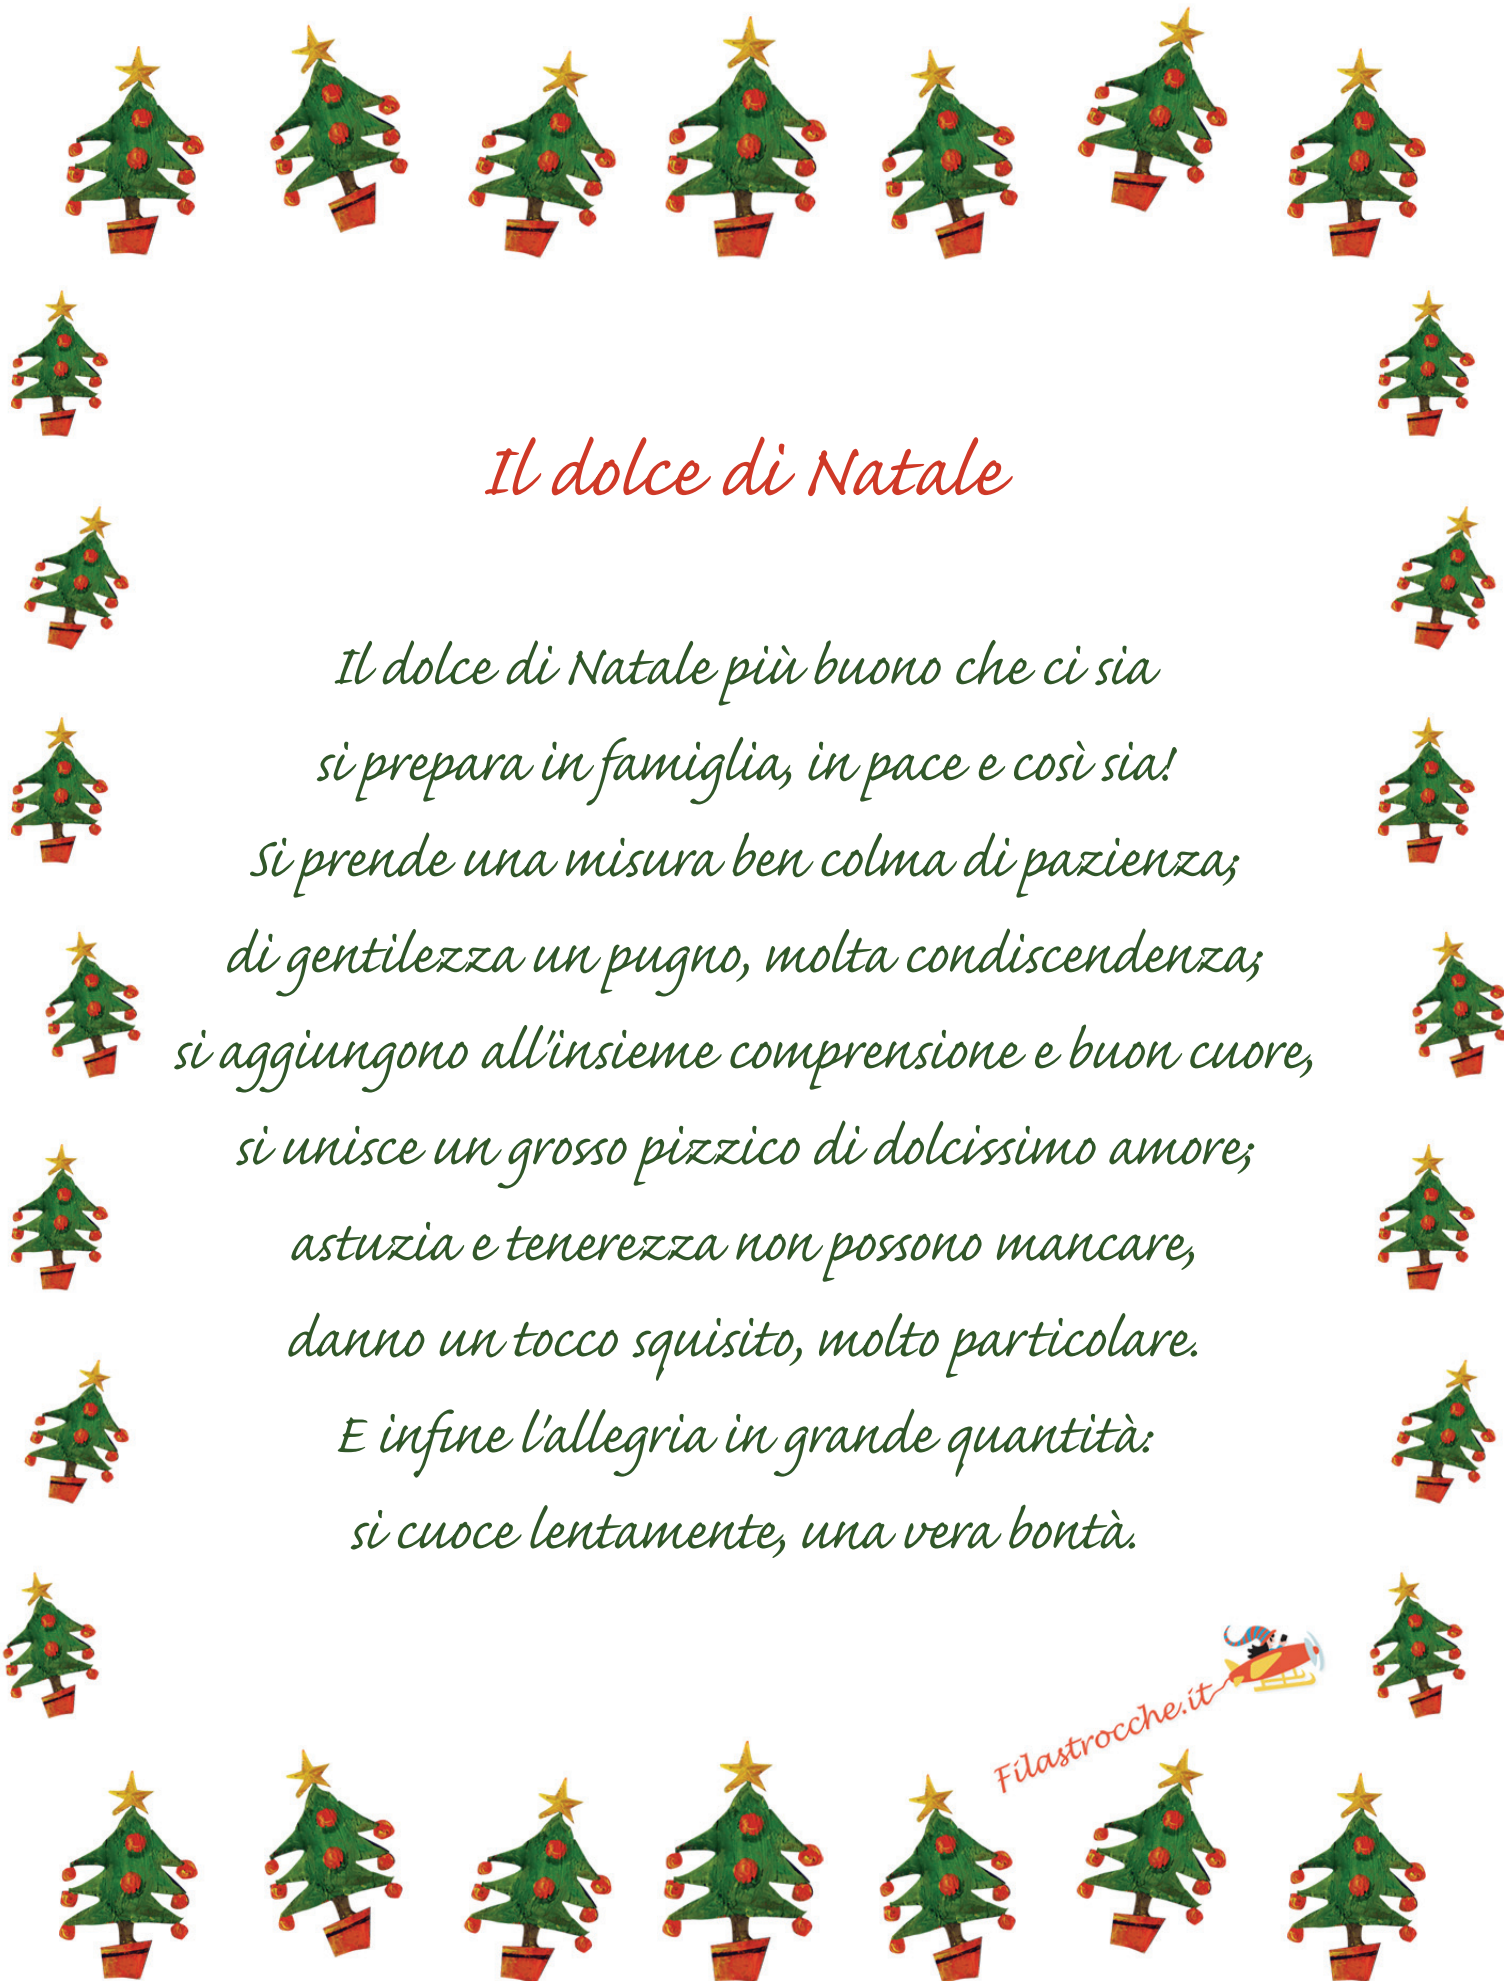 Il dolce di Natale
Il dolce di Natale più buono che ci sia
si prepara in famiglia, in pace e così sia!
Si prende una misura ben colma di pazienza;
di gentilezza un pugno, molta condiscendenza;
si aggiungono all'insieme comprensione e buon cuore,
si unisce un grosso pizzico di dolcissimo amore;
astuzia e tenerezza non possono mancare,
danno un tocco squisito, molto particolare.
E infine l'allegria in grande quantità:
si cuoce lentamente, una vera bontà.
Filastrocche.it